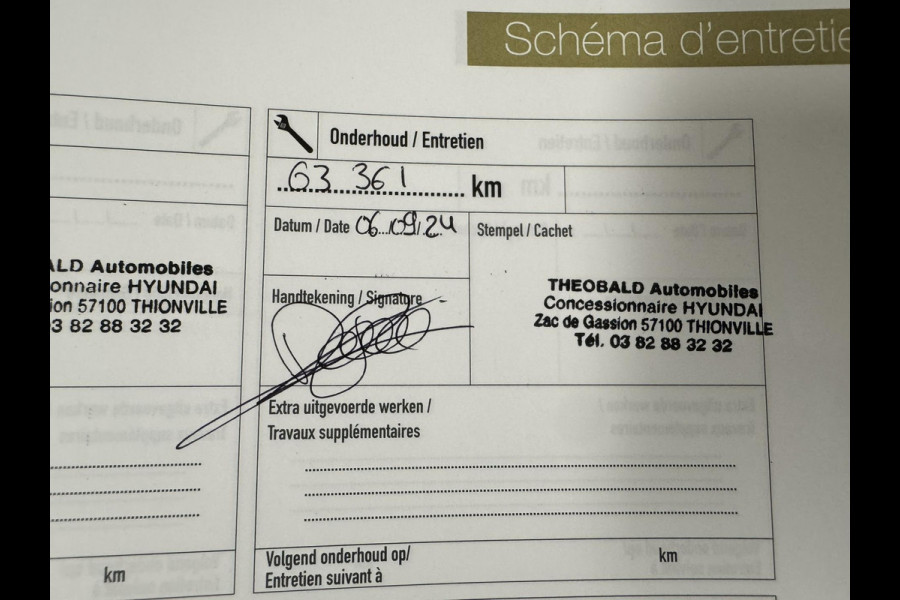 Schéma d'entretie
LD Automobiles
onnaire HYUNDAI
ion 57100 THIONVILLE
3 82 88 32 32
km
Onderhoud / Entretien
63 361 km
Datum / Date 06/09/24
Stempel / Cachet
Handtekening / Signature
THEOBALD Automobiles
Concessionnaire HYUNDAI
Zac de Gassion 57100 THIONVILLE
Tél. 03 82 88 32 32
Extra uitgevoerde werken /
Travaux supplémentaires
Volgend onderhoud op/
Entretien suivant à
km